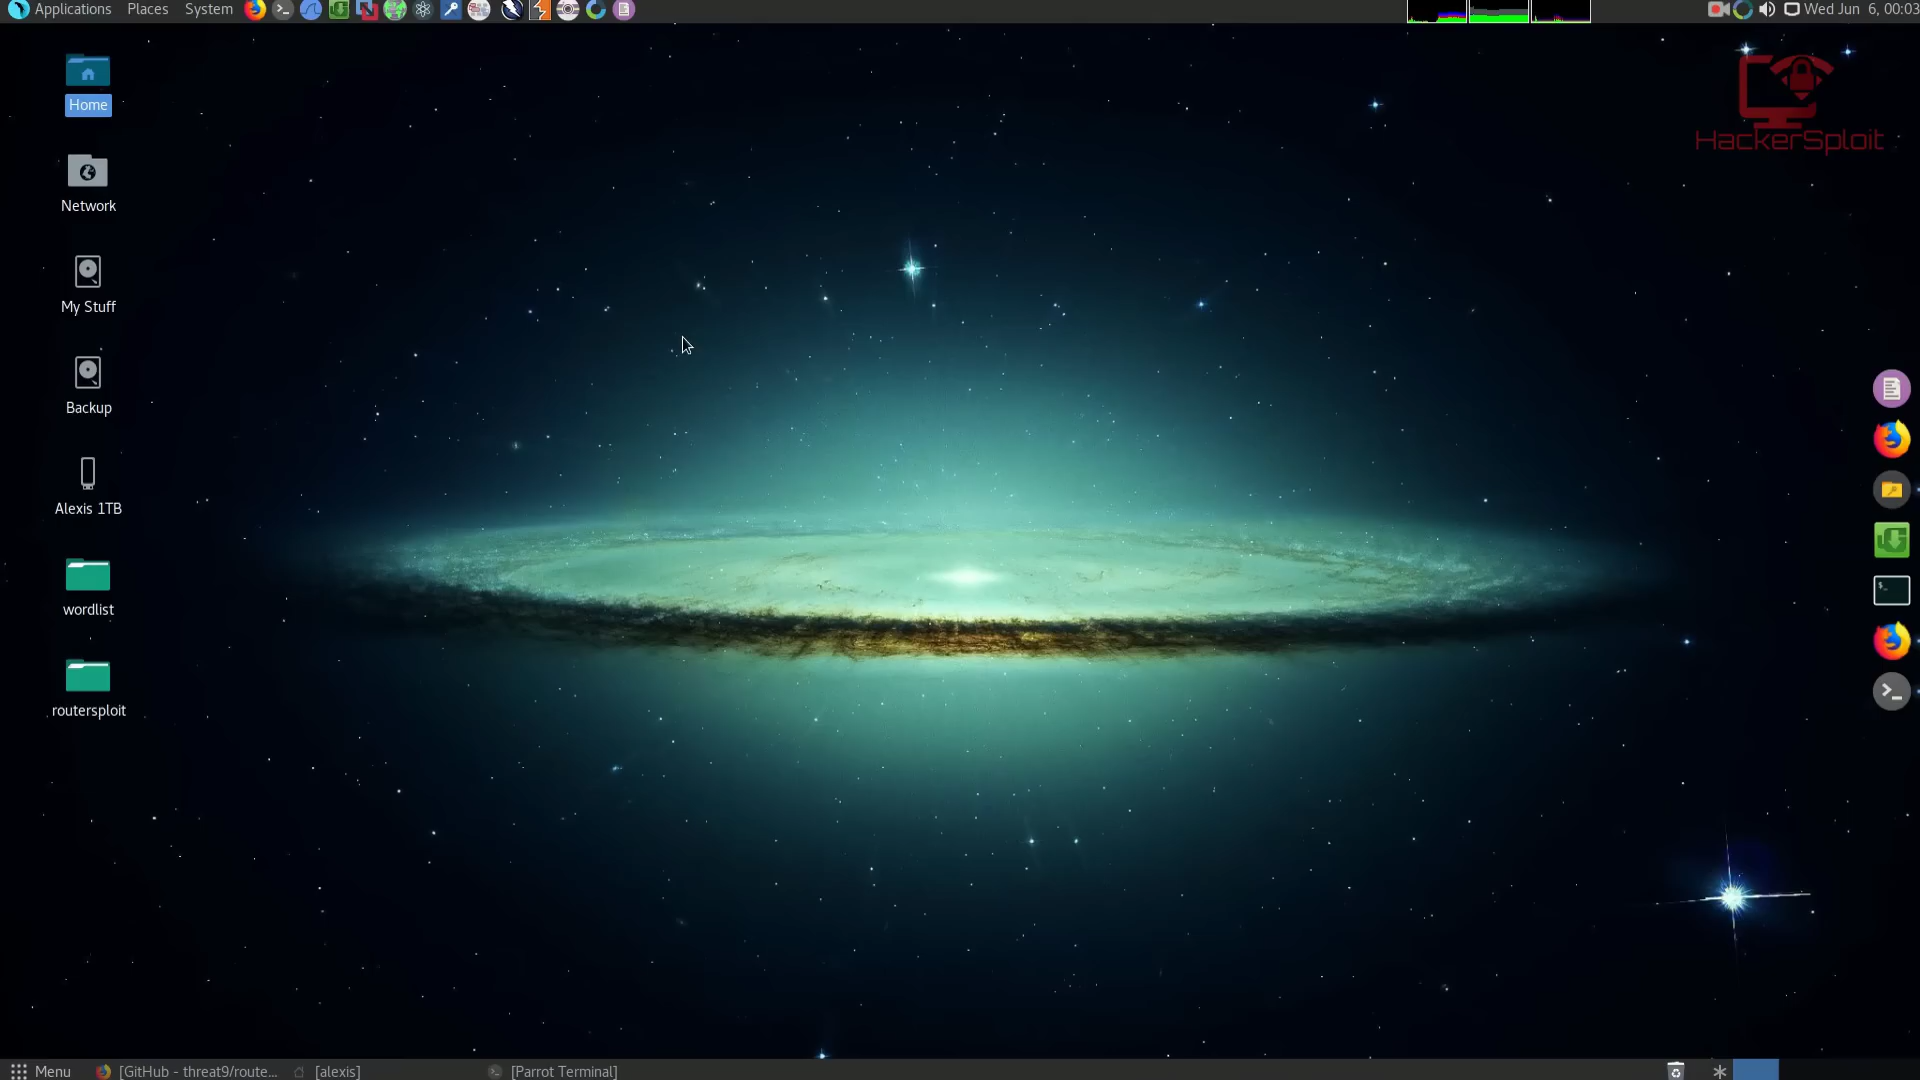 Applications Places System
Wed Jun 6, 00:03
HackerSploit
Home
Network
My Stuff
Backup
Alexis 1TB
wordlist
routersploit
Menu [GitHub - threat9/route... [alexis] [Parrot Terminal]